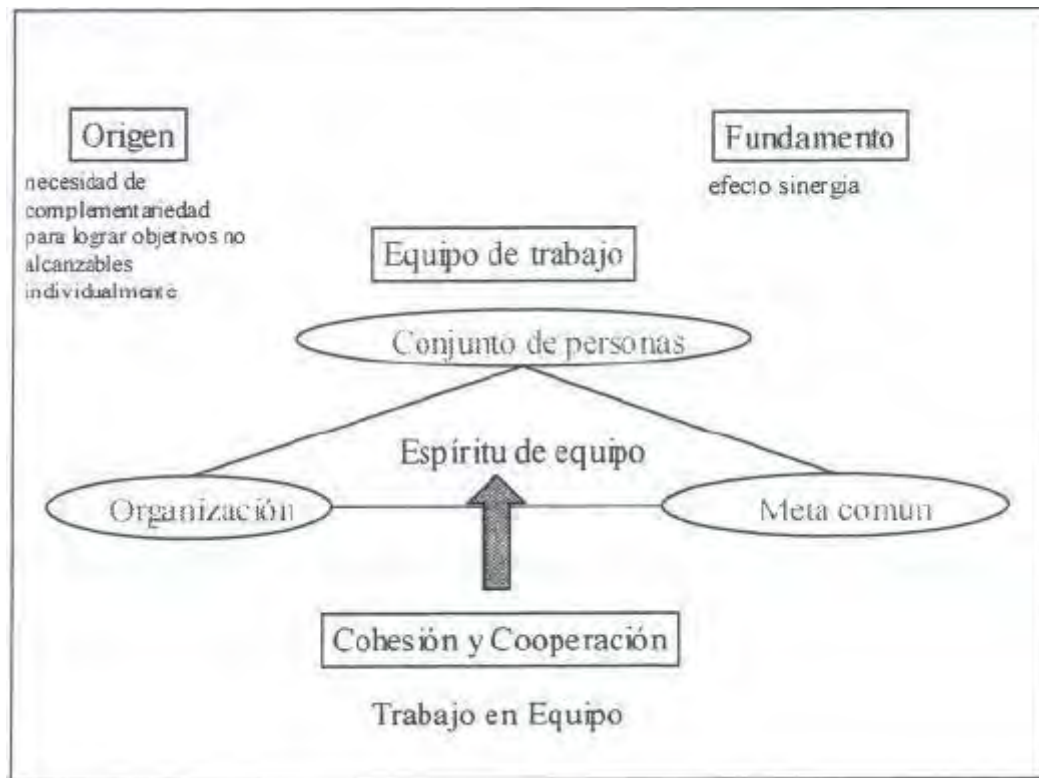 Origen
necesidad de
complementariedad
para lograr objetivos no
alcanzables
individualmente
Fundamento
efecto sinergia
Equipo de trabajo
Conjunto de personas
Espíritu de equipo
Organización
Meta comun
Cohesión y Cooperación
Trabajo en Equipo